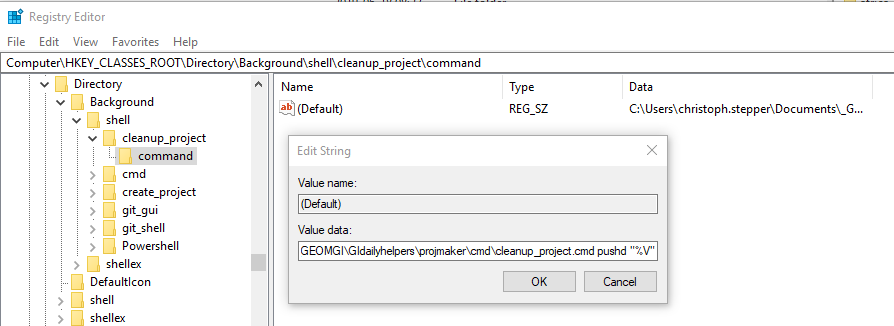 Registry Editor
File Edit View Favorites Help
Computer\HKEY_CLASSES_ROOT\Directory\Background\shell\cleanup_project\command
Directory
Background
shell
cleanup_project
command
cmd
create_project
git_gui
git_shell
Powershell
shellex
DefaultIcon
shell
shellex
Name Type Data
ab (Default) REG_SZ C:\Users\christoph.stepper\Documents\_G...
Edit String
Value name:
(Default)
Value data:
GEOMGI\GIdailyhelpers\projmaker\cmd\cleanup_project.cmd pushd "%V"
OK Cancel